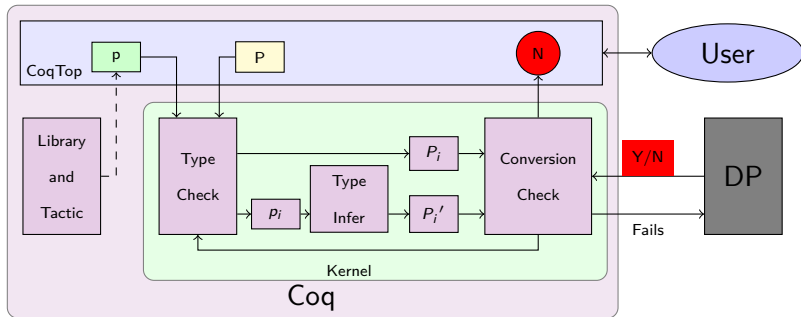 p
P
N
User
CoqTop
Library
and
Tactic
Type
Check
P_i
Conversion
Check
Y/N
DP
p_i
Type
Infer
P_i'
Fails
Kernel
Coq